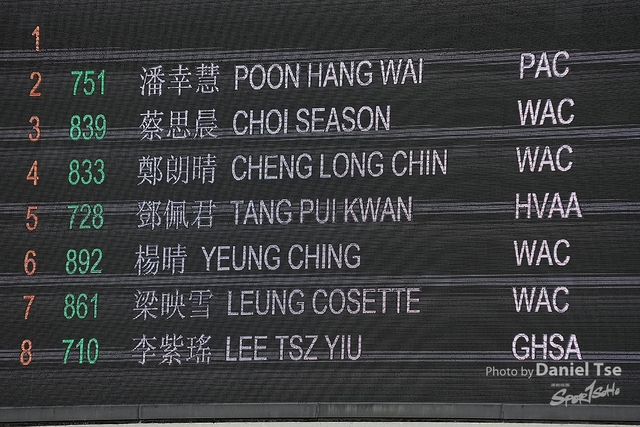 1
2 751 潘幸慧 POON HANG WAI PAC
3 839 蔡思晨 CHOI SEASON WAC
4 833 鄭朗晴 CHENG LONG CHIN WAC
5 728 鄧佩君 TANG PUI KWAN HVAA
6 892 楊晴 YEUNG CHING WAC
7 861 梁映雪 LEUNG COSETTE WAC
8 710 李紫瑤 LEE TSZ YIU GHSA
Photo by Daniel Tse